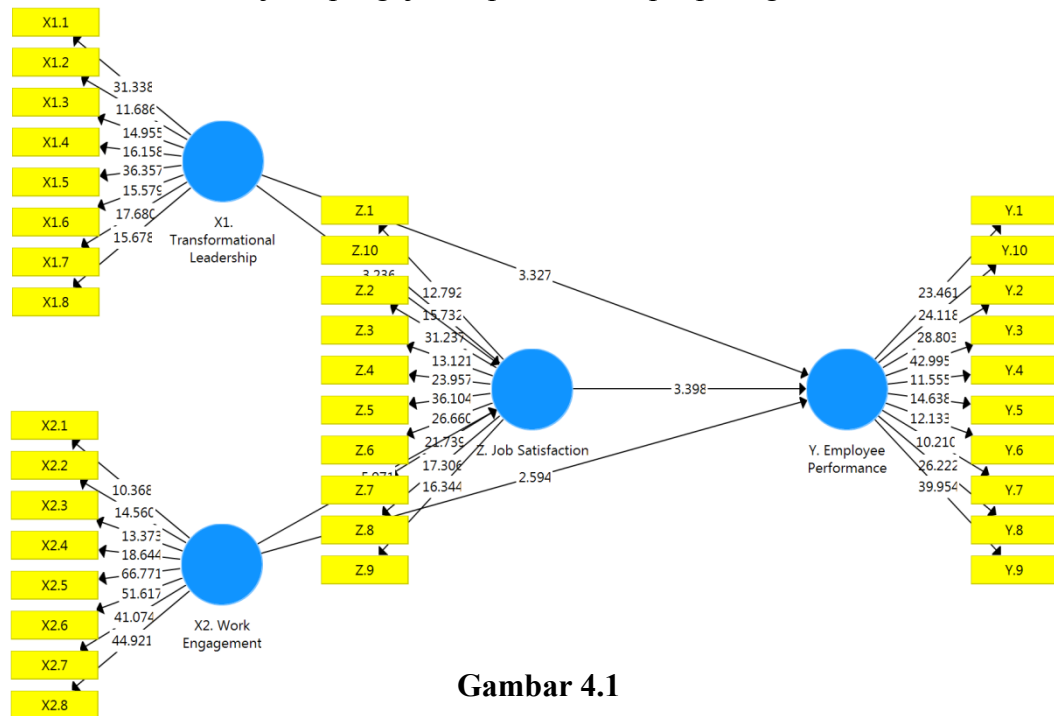 X1.1
X1.2
X1.3
X1.4
X1.5
X1.6
X1.7
X1.8
31.338
11.686
14.955
16.158
36.357
15.579
17.680
15.678
X1.
Transformational
Leadership
X2.1
X2.2
X2.3
X2.4
X2.5
X2.6
X2.7
X2.8
10.368
14.560
13.373
18.644
66.771
51.617
41.074
44.921
X2. Work
Engagement
Z.1
Z.10
Z.2
Z.3
Z.4
Z.5
Z.6
Z.7
Z.8
Z.9
12.792
15.732
31.237
13.121
23.957
36.104
26.660
21.739
17.306
16.344
Z. Job Satisfaction
3.327
3.398
2.594
Y.1
Y.10
Y.2
Y.3
Y.4
Y.5
Y.6
Y.7
Y.8
Y.9
23.461
24.118
28.803
42.995
11.555
14.638
12.133
10.210
26.222
39.954
Y. Employee
Performance
Gambar 4.1